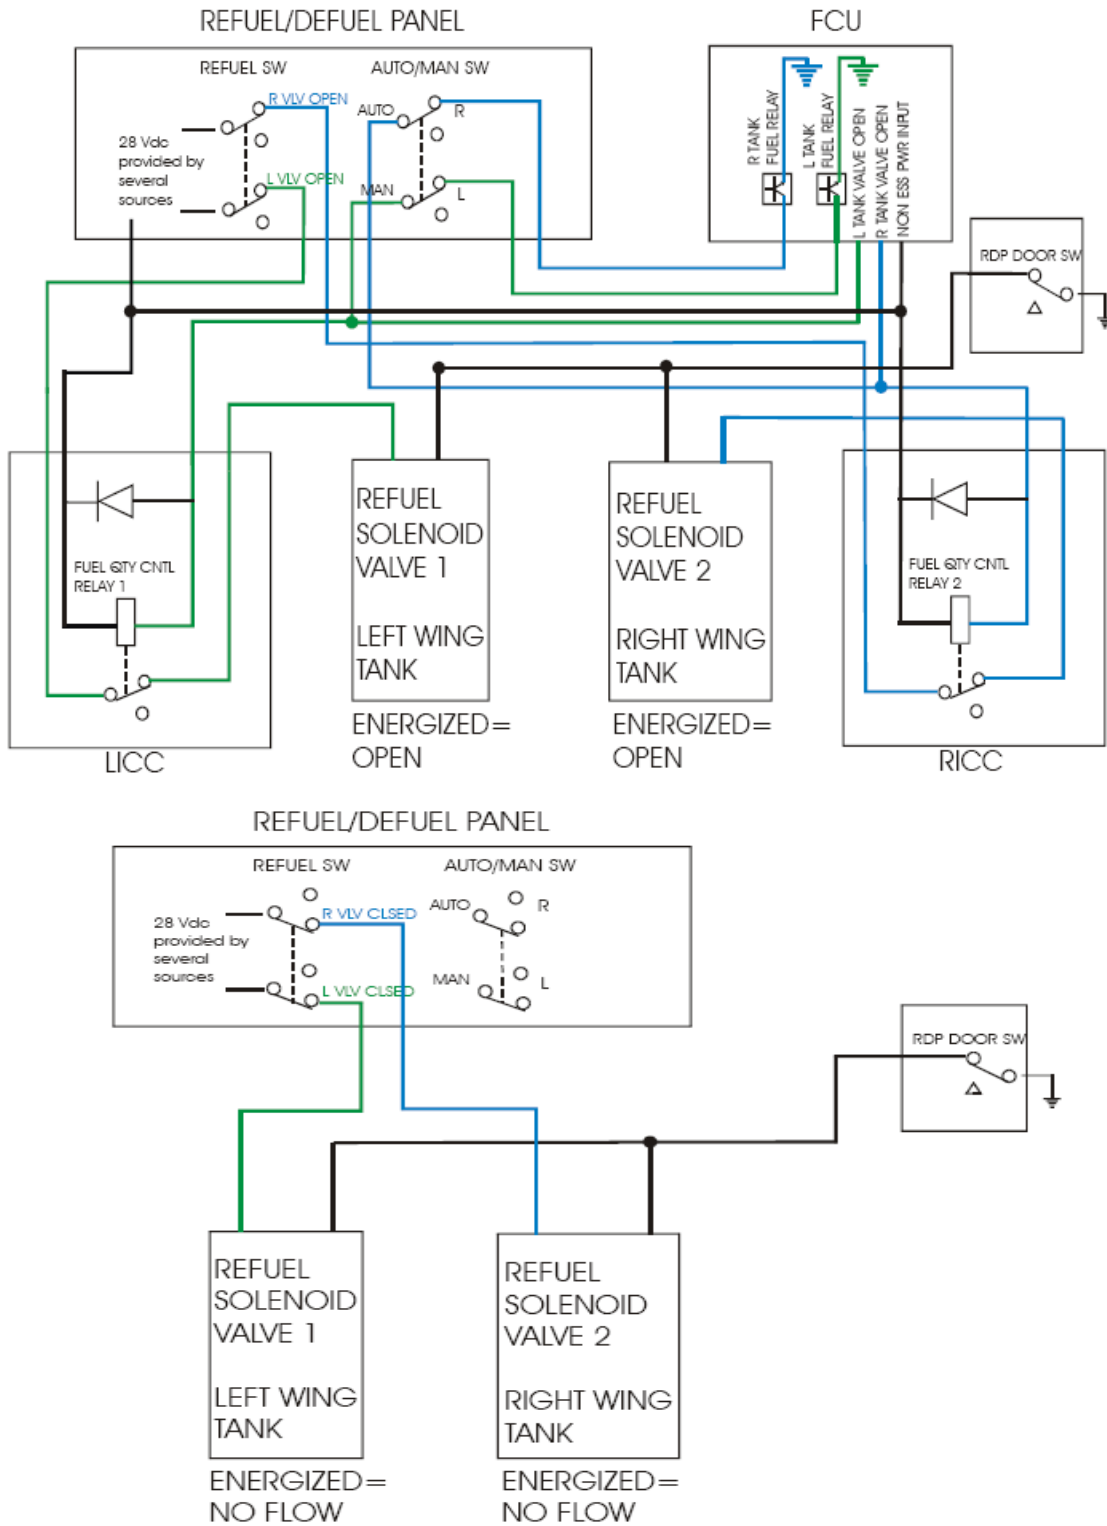 REFUEL/DEFUEL PANEL
FCU
REFUEL SW
AUTO/MAN SW
R VLV OPEN
AUTO
R
28 Vdc
provided by
several
sources
L VLV OPEN
MAN
L
R TANK
FUEL RELAY
L TANK
FUEL RELAY
L TANK VALVE OPEN
R TANK VALVE OPEN
NON ESS PWR INPUT
RDP DOOR SW
FUEL QTY CNTL
RELAY 1
LICC
REFUEL
SOLENOID
VALVE 1
LEFT WING
TANK
ENERGIZED=
OPEN
REFUEL
SOLENOID
VALVE 2
RIGHT WING
TANK
ENERGIZED=
OPEN
FUEL QTY CNTL
RELAY 2
RICC
REFUEL/DEFUEL PANEL
REFUEL SW
AUTO/MAN SW
AUTO
R
R VLV CLSED
28 Vdc
provided by
several
sources
MAN
L
L VLV CLSED
RDP DOOR SW
REFUEL
SOLENOID
VALVE 1
LEFT WING
TANK
ENERGIZED=
NO FLOW
REFUEL
SOLENOID
VALVE 2
RIGHT WING
TANK
ENERGIZED=
NO FLOW